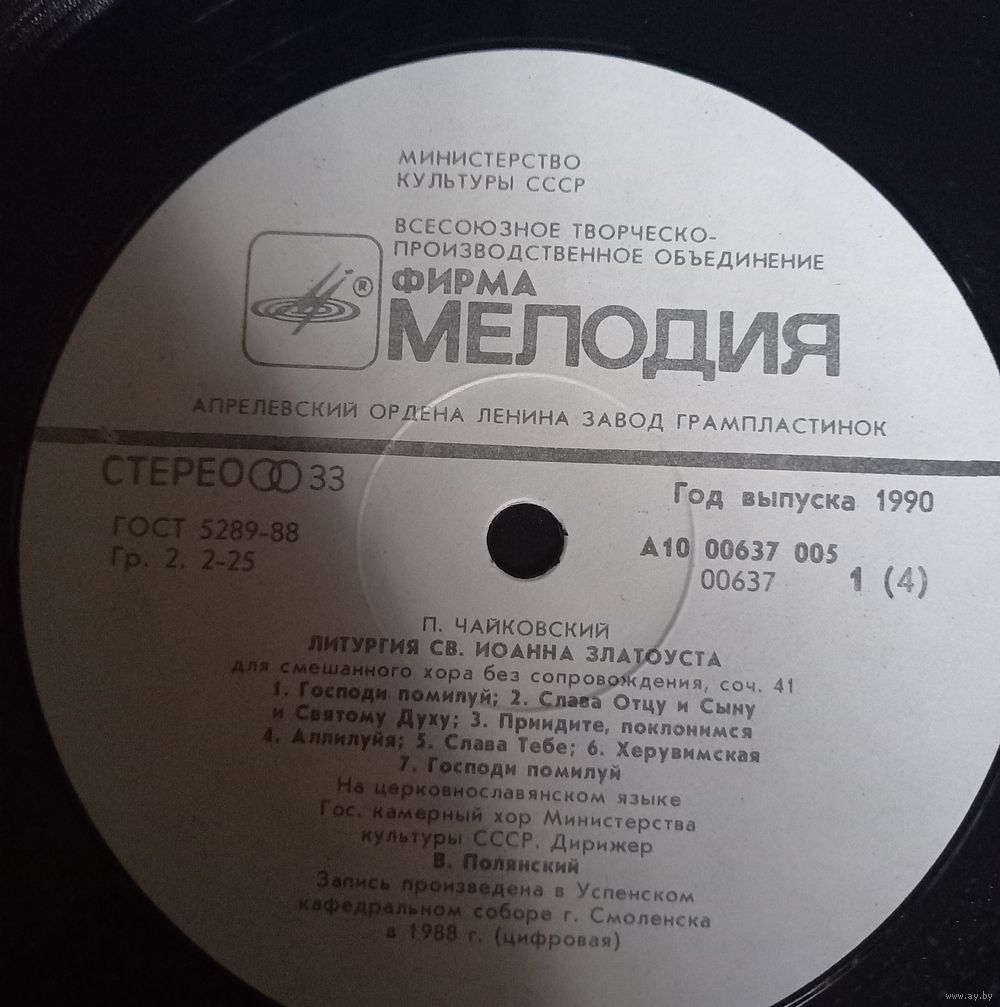 МИНИСТЕРСТВО
КУЛЬТУРЫ СССР
ВСЕСОЮЗНОЕ ТВОРЧЕСКО-
ПРОИЗВОДСТВЕННОЕ ОБЪЕДИНЕНИЕ
ФИРМА
®
МЕЛОДИЯ
АПРЕЛЕВСКИЙ ОРДЕНА ЛЕНИНА ЗАВОД ГРАМПЛАСТИНОК
СТЕРЕО 33
Год выпуска 1990
ГОСТ 5289-88
Гр. 2. 2-25
А10 00637 005
00637 1 (4)
П. ЧАЙКОВСКИЙ
ЛИТУРГИЯ СВ. ИОАННА ЗЛАТОУСТА
для смешанного хора без сопровождения, соч. 41
1. Господи помилуй; 2. Слава Отцу и Сыну
и Святому Духу; 3. Приидите, поклонимся
4. Аллилуйя; 5. Слава Тебе; 6. Херувимская
7. Господи помилуй
На церковнославянском языке
Гос. камерный хор Министерства
культуры СССР. Дирижер
В. Полянский
Запись произведена в Успенском
кафедральном соборе г. Смоленска
в 1988 г. (цифровая)
www.ay.by